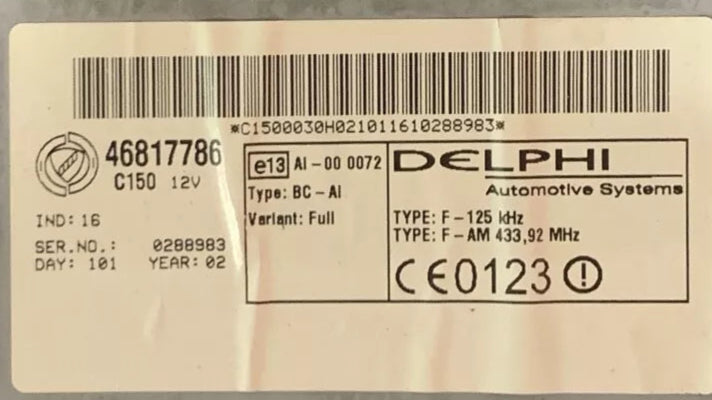 *C1500030H021011610288983*
46817786
C150 12V
IND: 16
SER.NO.: 0288983
DAY: 101 YEAR: 02
e13 AI-00 0072
Type: BC-AI
Variant: Full
DELPHI
Automotive Systems
TYPE: F-125 kHz
TYPE: F-AM 433,92 MHz
CE0123